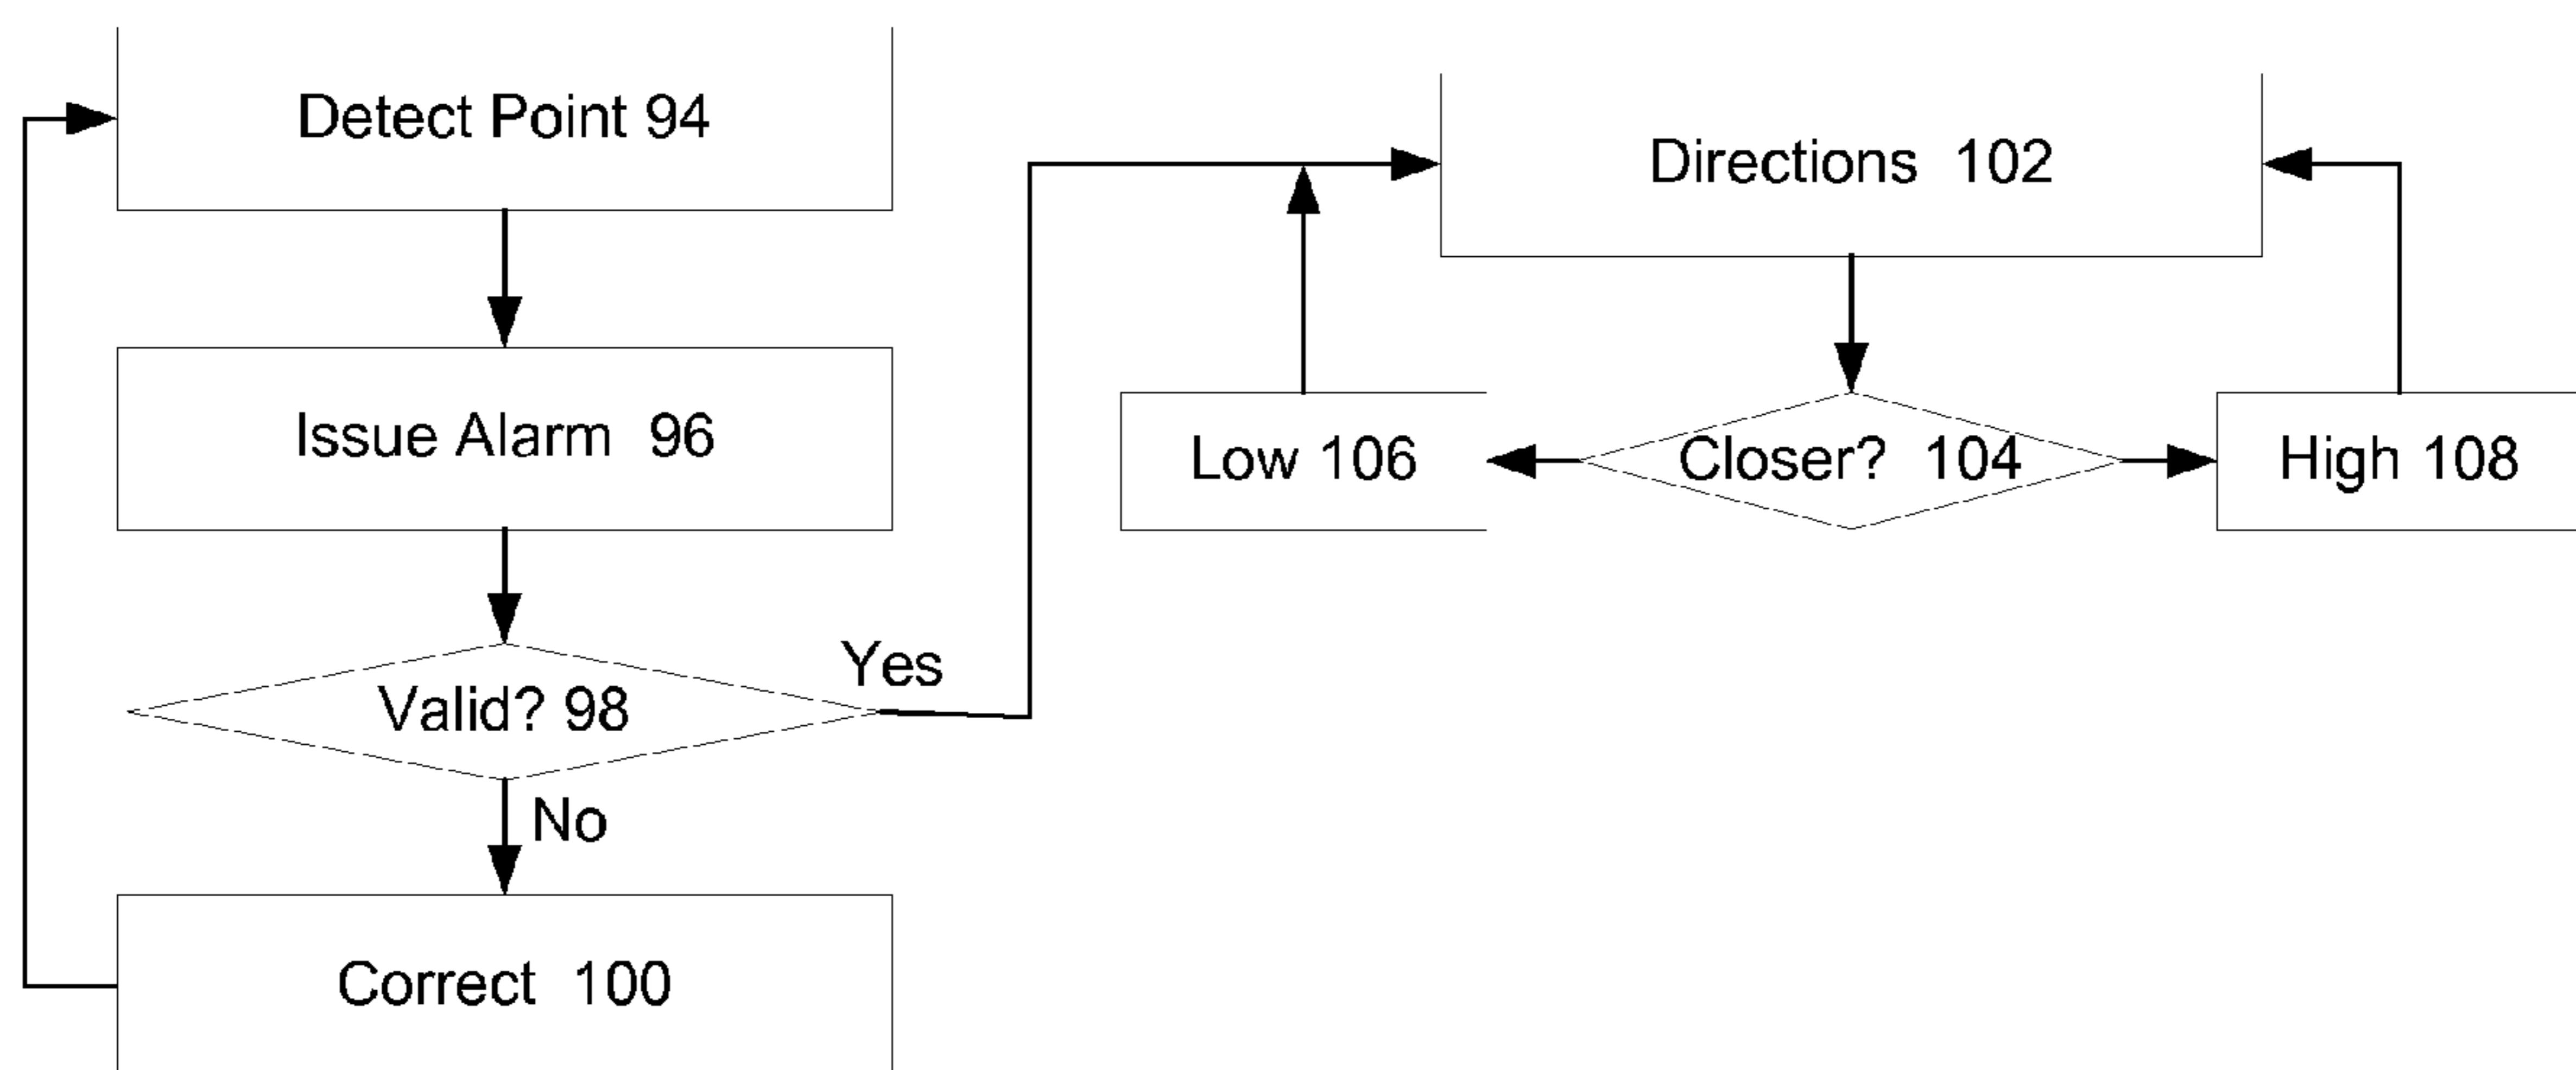 Detect Point 94
Issue Alarm 96
Valid? 98
Yes
No
Correct 100
Directions 102
Low 106
Closer? 104
High 108